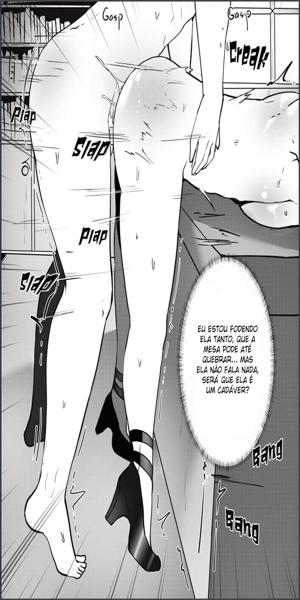 Gasp
Gasp
Creak
Plap
Slap
Slap
Plap
Slap
EU ESTOU FODENDO
ELA TANTO, QUE A
MESA PODE ATÉ
QUEBRAR... MAS
ELA NÃO FALA NADA,
SERÁ QUE ELA É
UM CADÁVER?
Bang
Bang